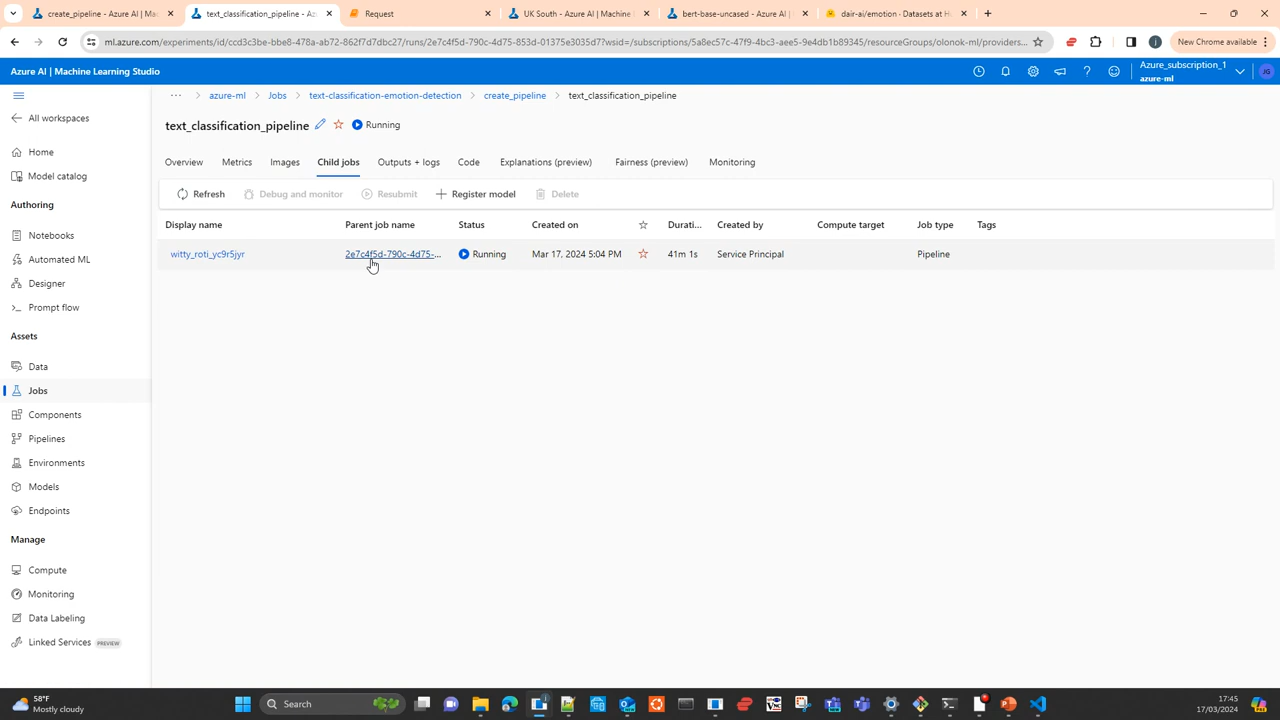 create_pipeline - Azure AI | Mac
text_classification_pipeline - Az
Request
UK South - Azure AI | Machine
bert-base-uncased - Azure AI |
dair-ai/emotion · Datasets at H
ml.azure.com/experiments/id/ccd3c3be-bbe8-478a-ab72-862f7d7dbc27/runs/2e7c4f5d-790c-4d75-853d-01375e3035d7?wsid=/subscriptions/5a8ec57c-47f9-4bc3-aee5-9e4db1b89345/resourceGroups/olonok-ml/providers...
New Chrome available
Azure AI | Machine Learning Studio
Azure_subscription_1
azure-ml
JG
... > azure-ml > Jobs > text-classification-emotion-detection > create_pipeline > text_classification_pipeline
All workspaces
text_classification_pipeline
Running
Home
Model catalog
Overview
Metrics
Images
Child jobs
Outputs + logs
Code
Explanations (preview)
Fairness (preview)
Monitoring
Refresh
Debug and monitor
Resubmit
Register model
Delete
Authoring
Display name
Parent job name
Status
Created on
Durati...
Created by
Compute target
Job type
Tags
witty_roti_yc9r5jyr
2e7c4f5d-790c-4d75-...
Running
Mar 17, 2024 5:04 PM
41m 1s
Service Principal
Pipeline
Notebooks
Automated ML
Designer
Prompt flow
Assets
Data
Jobs
Components
Pipelines
Environments
Models
Endpoints
Manage
Compute
Monitoring
Data Labeling
Linked Services PREVIEW
58°F
Mostly cloudy
Search
17:45
17/03/2024